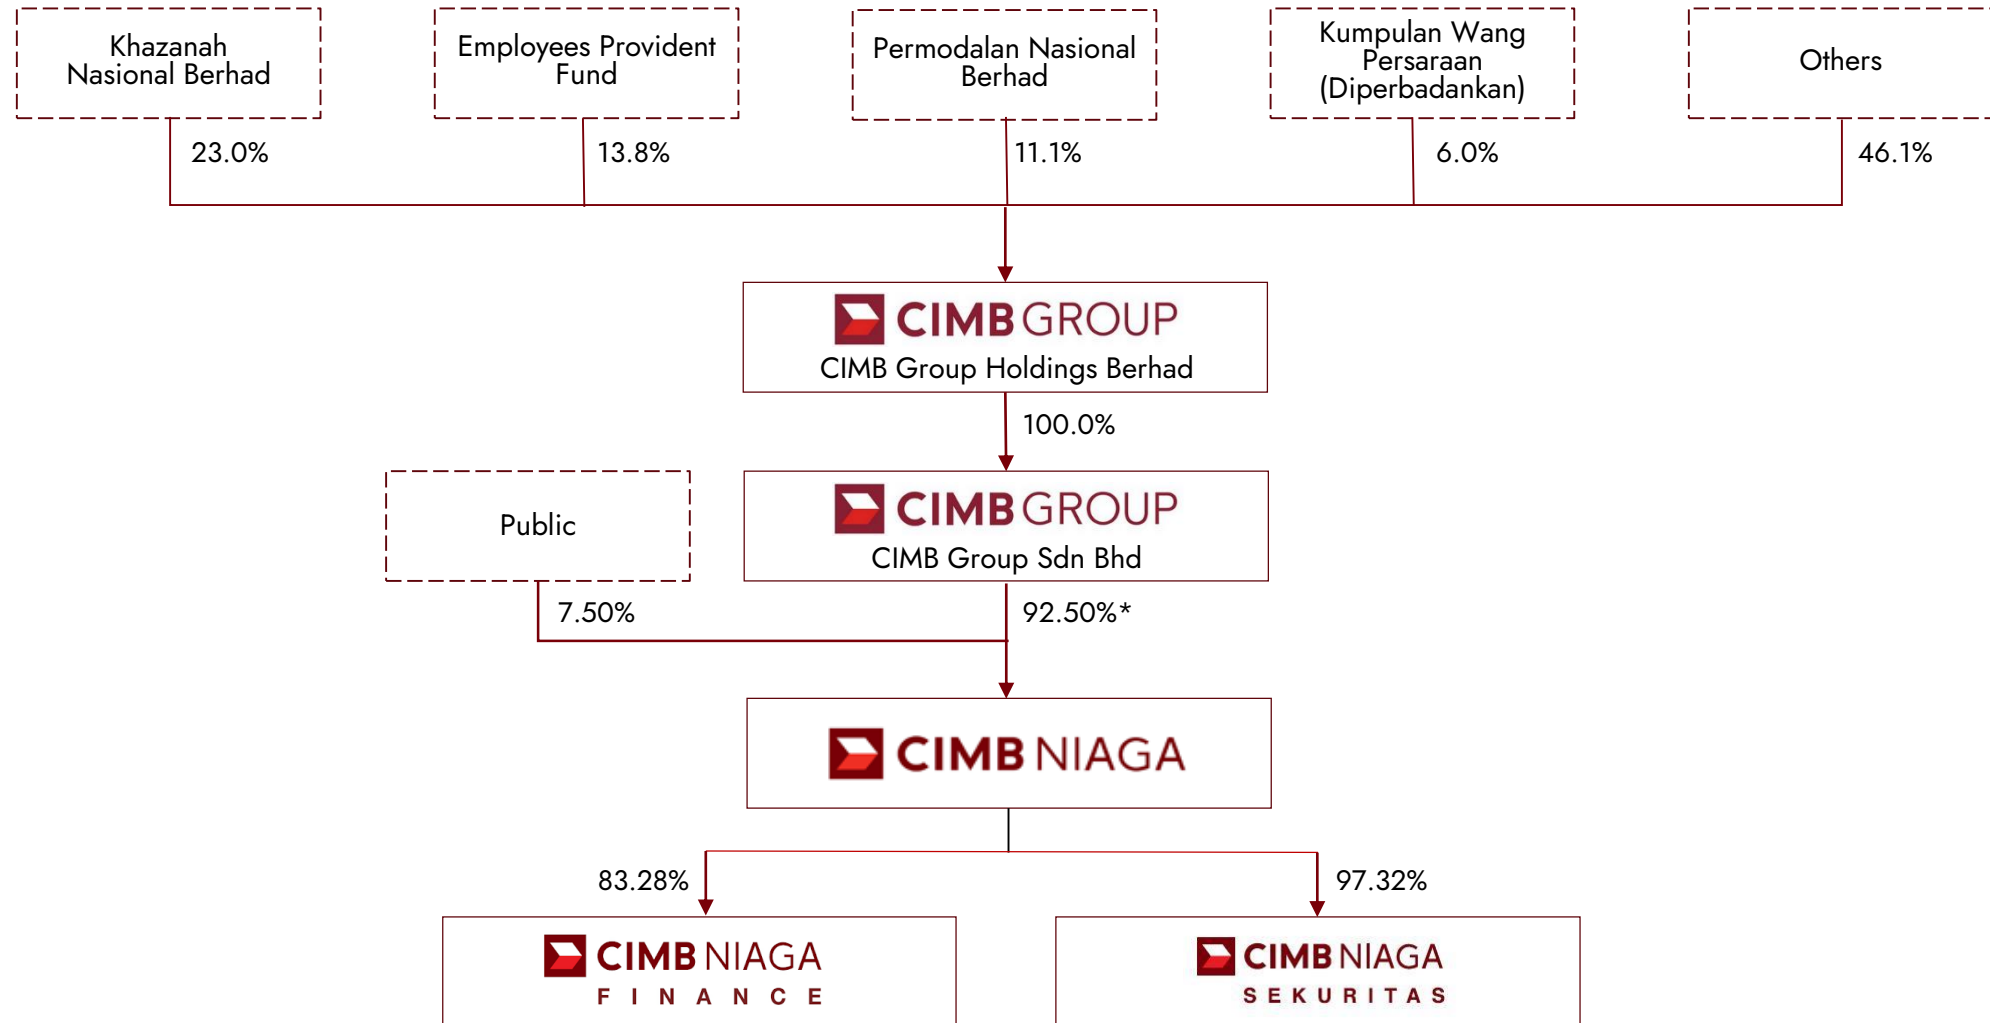 Khazanah
Nasional Berhad
Employees Provident
Fund
Permodalan Nasional
Berhad
Kumpulan Wang
Persaraan
(Diperbadankan)
Others
23.0%
13.8%
11.1%
6.0%
46.1%
CIMB GROUP
CIMB Group Holdings Berhad
100.0%
Public
CIMB GROUP
CIMB Group Sdn Bhd
7.50%
92.50%*
CIMB NIAGA
83.28%
97.32%
CIMB NIAGA
FINANCE
CIMB NIAGA
SEKURITAS